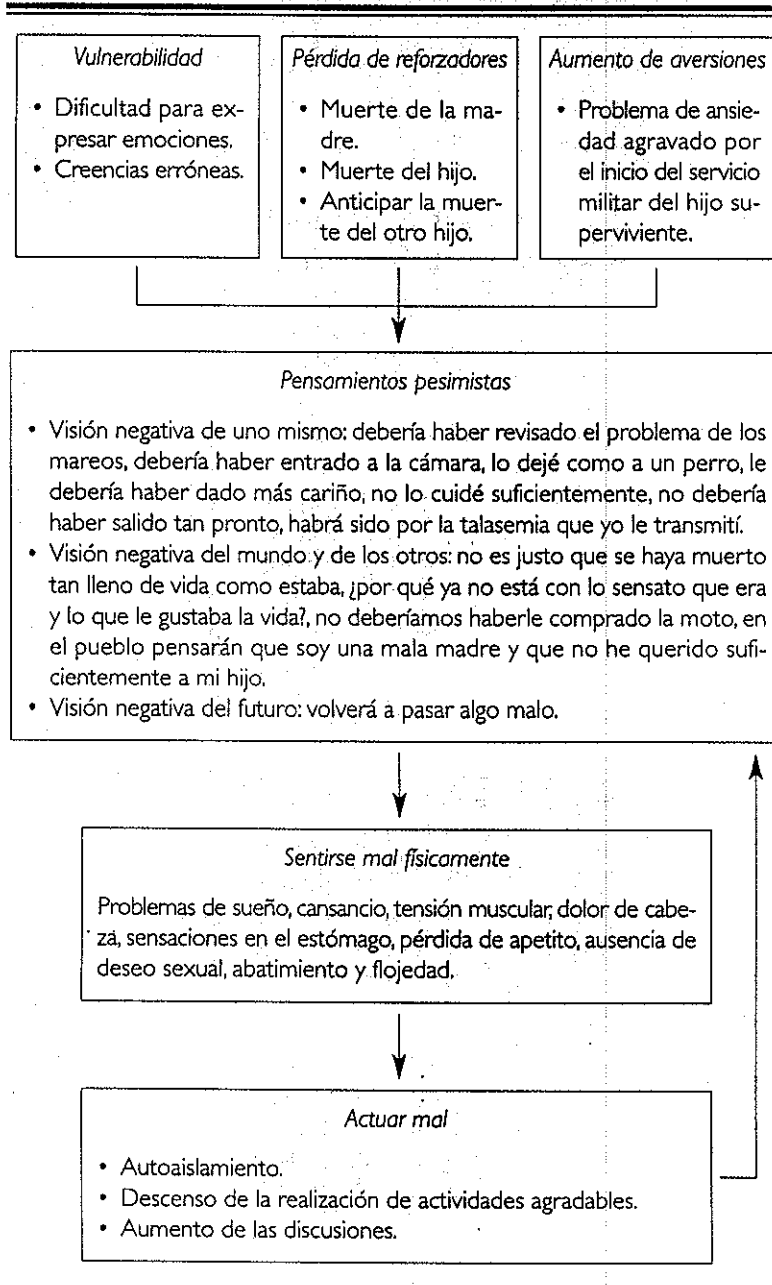 Vulnerabilidad
• Dificultad para ex-
presar emociones.
• Creencias erróneas.
Pérdida de reforzadores
• Muerte de la ma-
dre.
• Muerte del hijo.
• Anticipar la muer-
te del otro hijo.
Aumento de aversiones
• Problema de ansie-
dad agravado por
el inicio del servicio
militar del hijo su-
perviviente.
Pensamientos pesimistas
• Visión negativa de uno mismo: debería haber revisado el problema de los
mareos, debería haber entrado a la cámara, lo dejé como a un perro, le
debería haber dado más cariño, no lo cuidé suficientemente, no debería
haber salido tan pronto, habrá sido por la talasemia que yo le transmití.
• Visión negativa del mundo y de los otros: no es justo que se haya muerto
tan lleno de vida como estaba, ¿por qué ya no está con lo sensato que era
y lo que le gustaba la vida?, no deberíamos haberle comprado la moto, en
el pueblo pensarán que soy una mala madre y que no he querido sufi-
cientemente a mi hijo.
• Visión negativa del futuro: volverá a pasar algo malo.
Sentirse mal físicamente
Problemas de sueño, cansancio, tensión muscular, dolor de cabe-
za, sensaciones en el estómago, pérdida de apetito, ausencia de
deseo sexual, abatimiento y flojedad.
Actuar mal
• Autoaislamiento.
• Descenso de la realización de actividades agradables.
• Aumento de las discusiones.